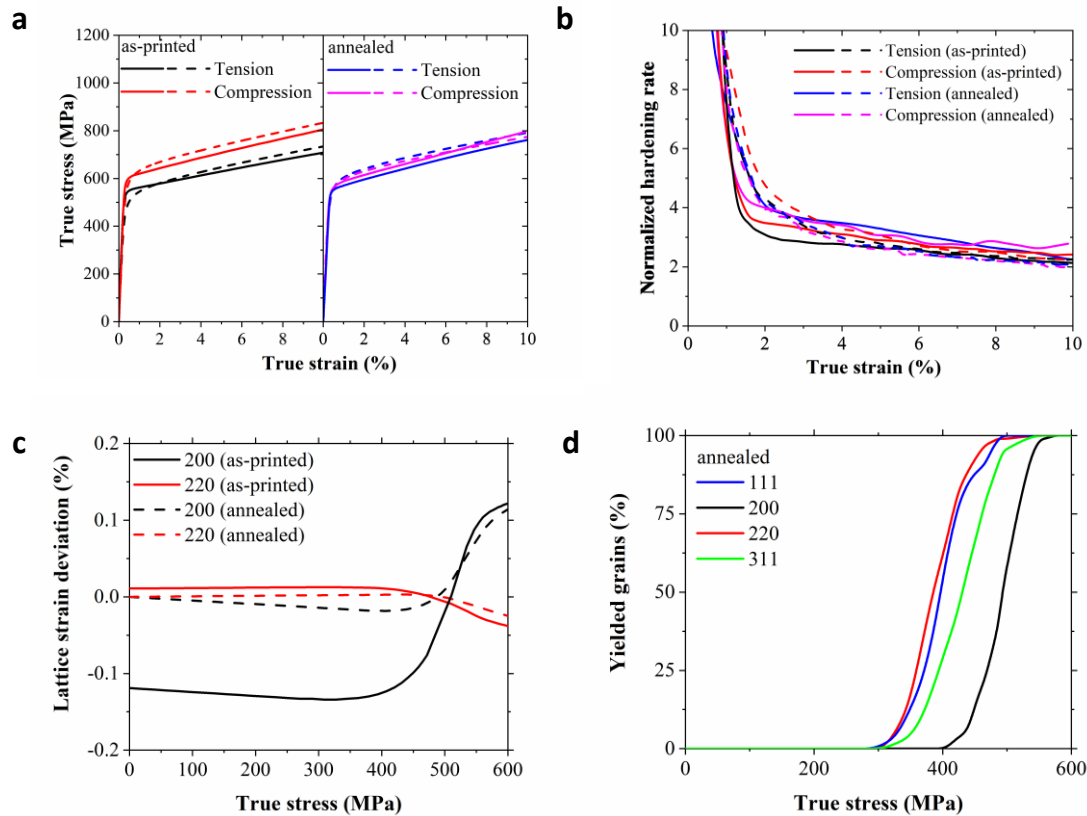 a
as-printed
annealed
Tension
Compression
Tension
Compression
1200
1000
800
600
400
200
0
0 2 4 6 8 0 2 4 6 8 10
True stress (MPa)
True strain (%)
b
Tension (as-printed)
Compression (as-printed)
Tension (annealed)
Compression (annealed)
10
8
6
4
2
0
0 2 4 6 8 10
Normalized hardening rate
True strain (%)
c
200 (as-printed)
220 (as-printed)
200 (annealed)
220 (annealed)
0.2
0.1
0.0
-0.1
-0.2
0 100 200 300 400 500 600
Lattice strain deviation (%)
True stress (MPa)
d
annealed
111
200
220
311
100
75
50
25
0
0 200 400 600
Yielded grains (%)
True stress (MPa)